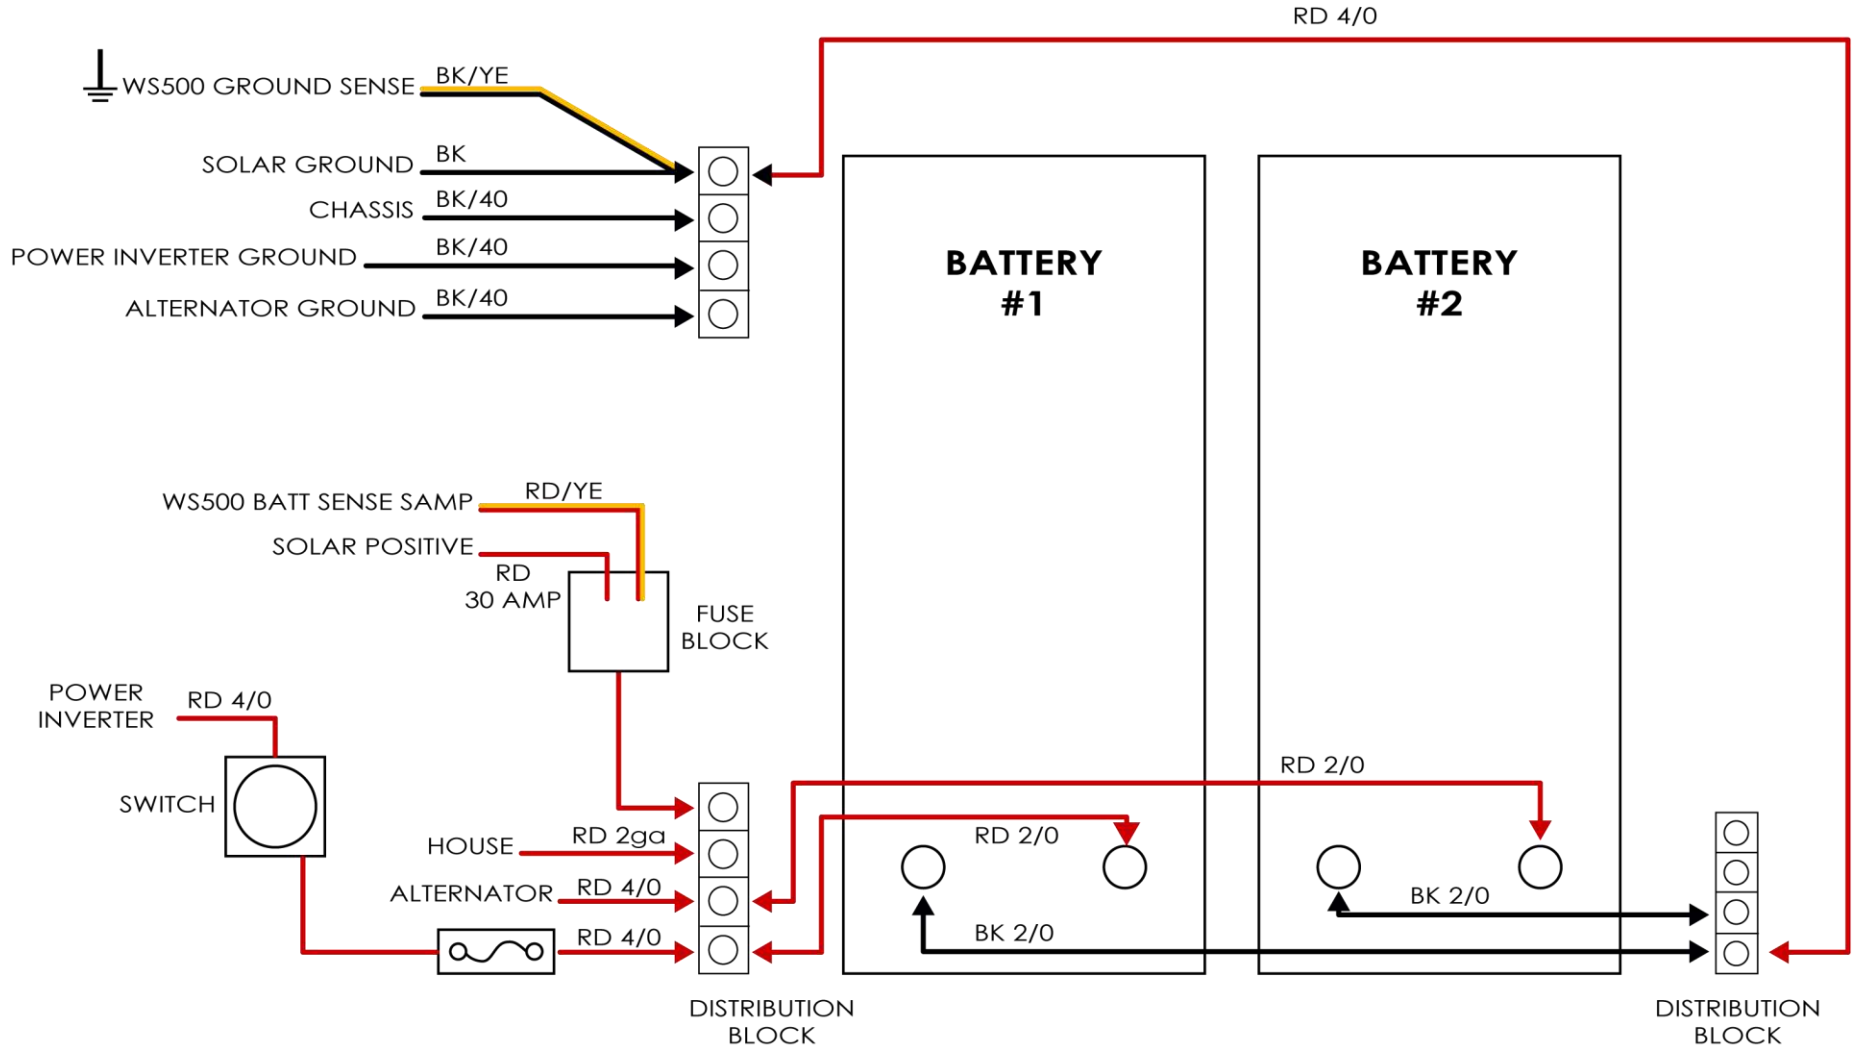 RD 4/0
WS500 GROUND SENSE
BK/YE
SOLAR GROUND
BK
CHASSIS
BK/40
POWER INVERTER GROUND
BK/40
ALTERNATOR GROUND
BK/40
BATTERY
#1
BATTERY
#2
WS500 BATT SENSE SAMP
RD/YE
SOLAR POSITIVE
RD
30 AMP
FUSE
BLOCK
POWER
INVERTER
RD 4/0
SWITCH
HOUSE
RD 2ga
ALTERNATOR
RD 4/0
RD 4/0
RD 2/0
RD 2/0
BK 2/0
BK 2/0
DISTRIBUTION
BLOCK
DISTRIBUTION
BLOCK